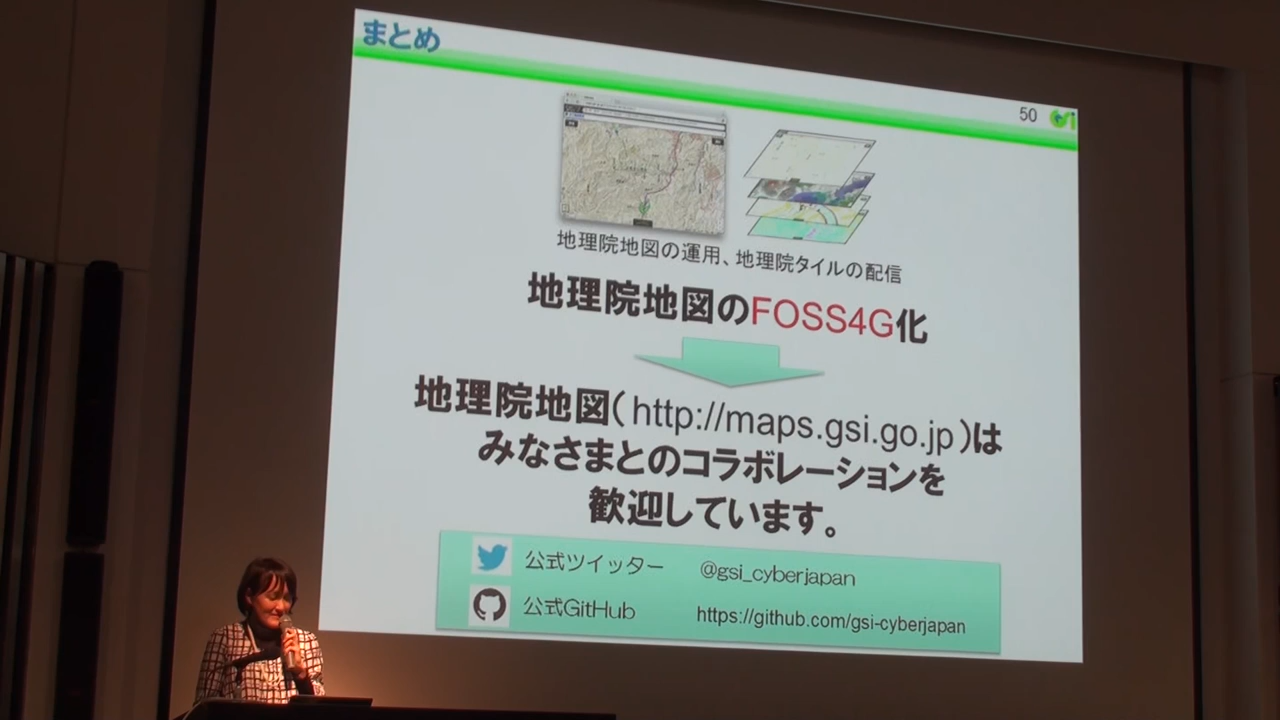 まとめ
50
地理院地図の運用、地理院タイルの配信
地理院地図のFOSS4G化
地理院地図(http://maps.gsi.go.jp)は
みなさまとのコラボレーションを
歓迎しています。
公式ツイッター @gsi_cyberjapan
公式GitHub https://github.com/gsi-cyberjapan